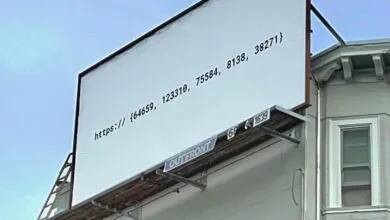 https:// {64659, 123310, 75584, 8138, 38271}
OUTFRONT